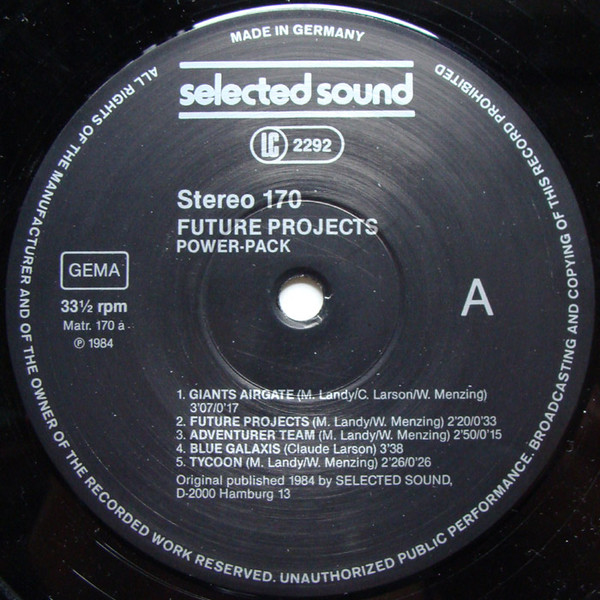 MADE IN GERMANY
ALL RIGHTS OF THE MANUFACTURER AND OF THE OWNER OF THE RECORDED WORK RESERVED. UNAUTHORIZED PUBLIC PERFORMANCE. BROADCASTING AND COPYING OF THIS RECORD PROHIBITED
selected sound
LC 2292
Stereo 170
FUTURE PROJECTS
POWER-PACK
GEMA
33½ rpm
Matr. 170 a
℗ 1984
A
1. GIANTS AIRGATE (M. Landy/C. Larson/W. Menzing)
3'07/0'17
2. FUTURE PROJECTS (M. Landy/W. Menzing) 2'20/0'33
3. ADVENTURER TEAM (M. Landy/W. Menzing) 2'50/0'15
4. BLUE GALAXIS (Claude Larson) 3'38
5. TYCOON (M. Landy/W. Menzing) 2'26/0'26
Original published 1984 by SELECTED SOUND,
D-2000 Hamburg 13